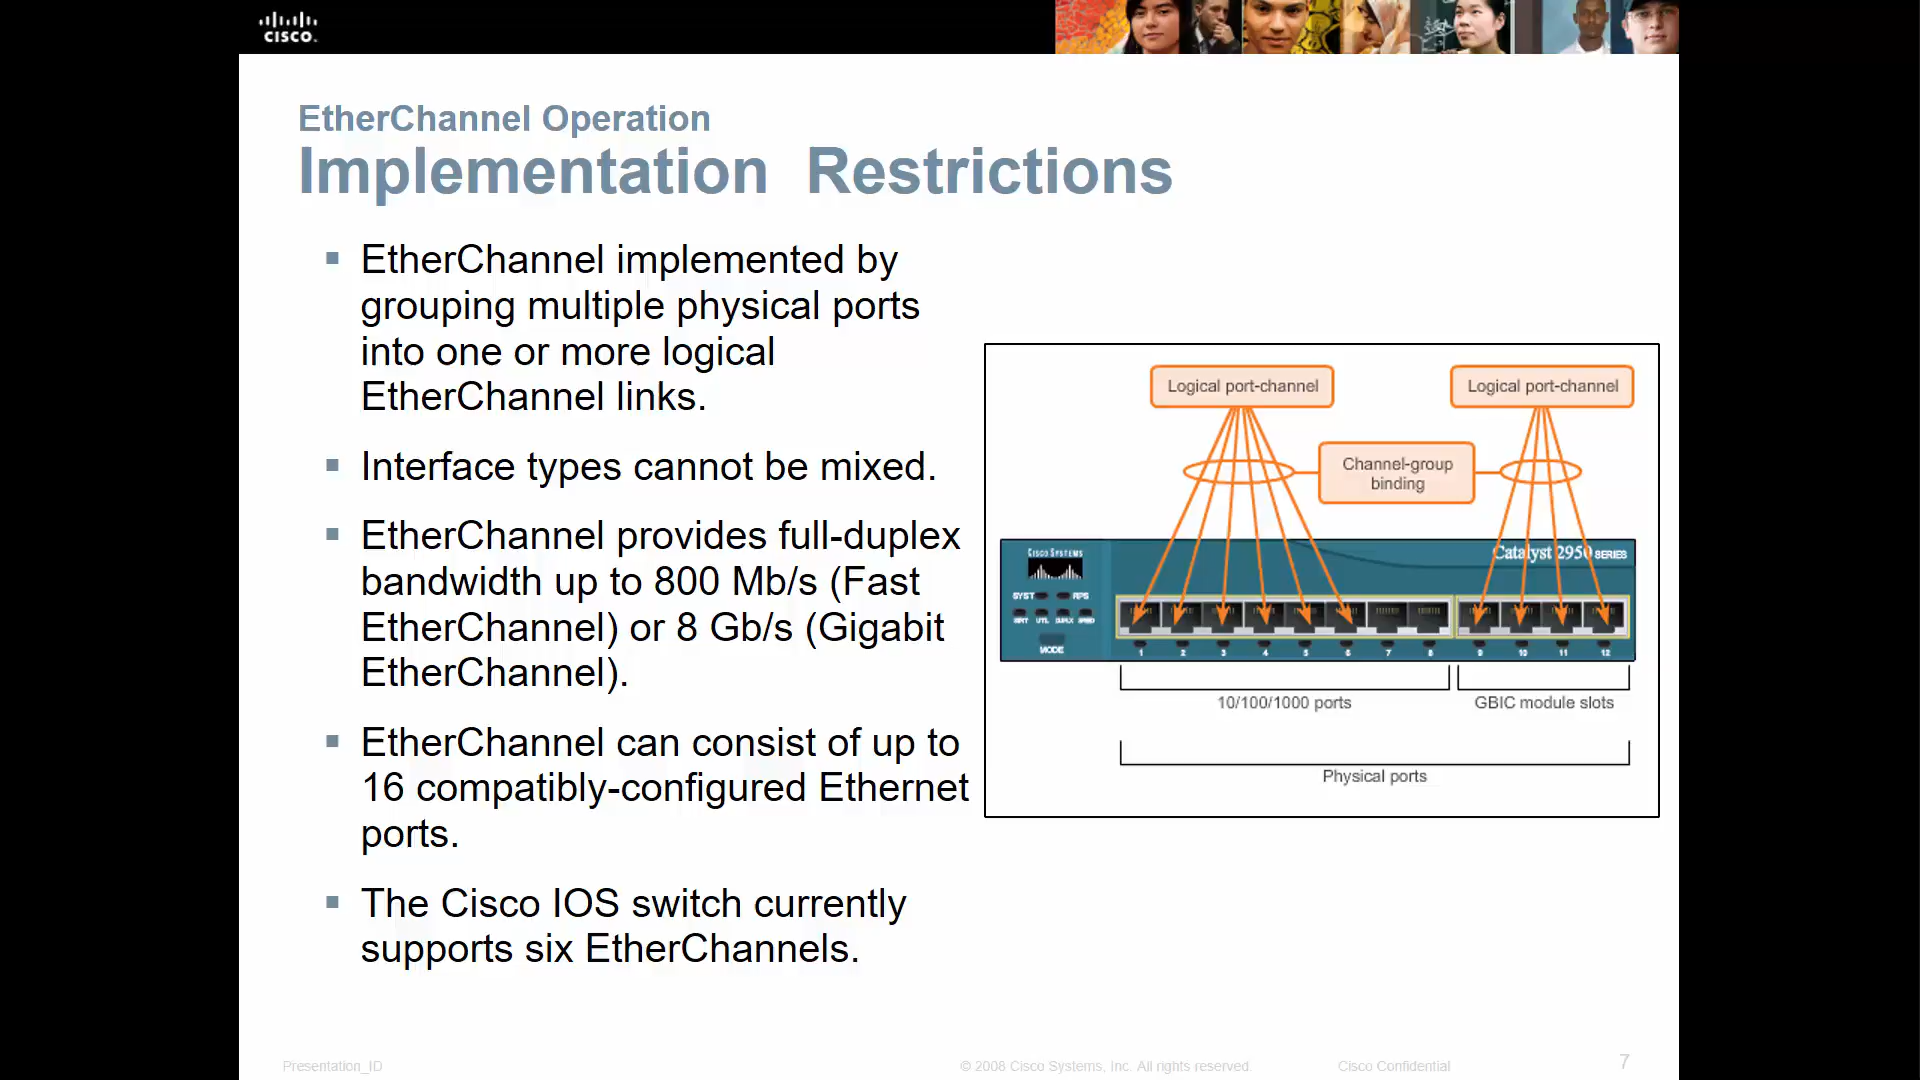 CISCO.
EtherChannel Operation
Implementation Restrictions
EtherChannel implemented by
grouping multiple physical ports
into one or more logical
EtherChannel links.
Interface types cannot be mixed.
EtherChannel provides full-duplex
bandwidth up to 800 Mb/s (Fast
EtherChannel) or 8 Gb/s (Gigabit
EtherChannel).
EtherChannel can consist of up to
16 compatibly-configured Ethernet
ports.
The Cisco IOS switch currently
supports six EtherChannels.
Logical port-channel
Logical port-channel
Channel-group
binding
CISCO SYSTEMS
Catalyst 2950 SERIES
SYST RPS
STRT UTL DUPLX SPEED
MODE
1 2 3 4 5 6 7 8 9 10 11 12
10/100/1000 ports
GBIC module slots
Physical ports
Presentation_ID
© 2008 Cisco Systems, Inc. All rights reserved.
Cisco Confidential
7